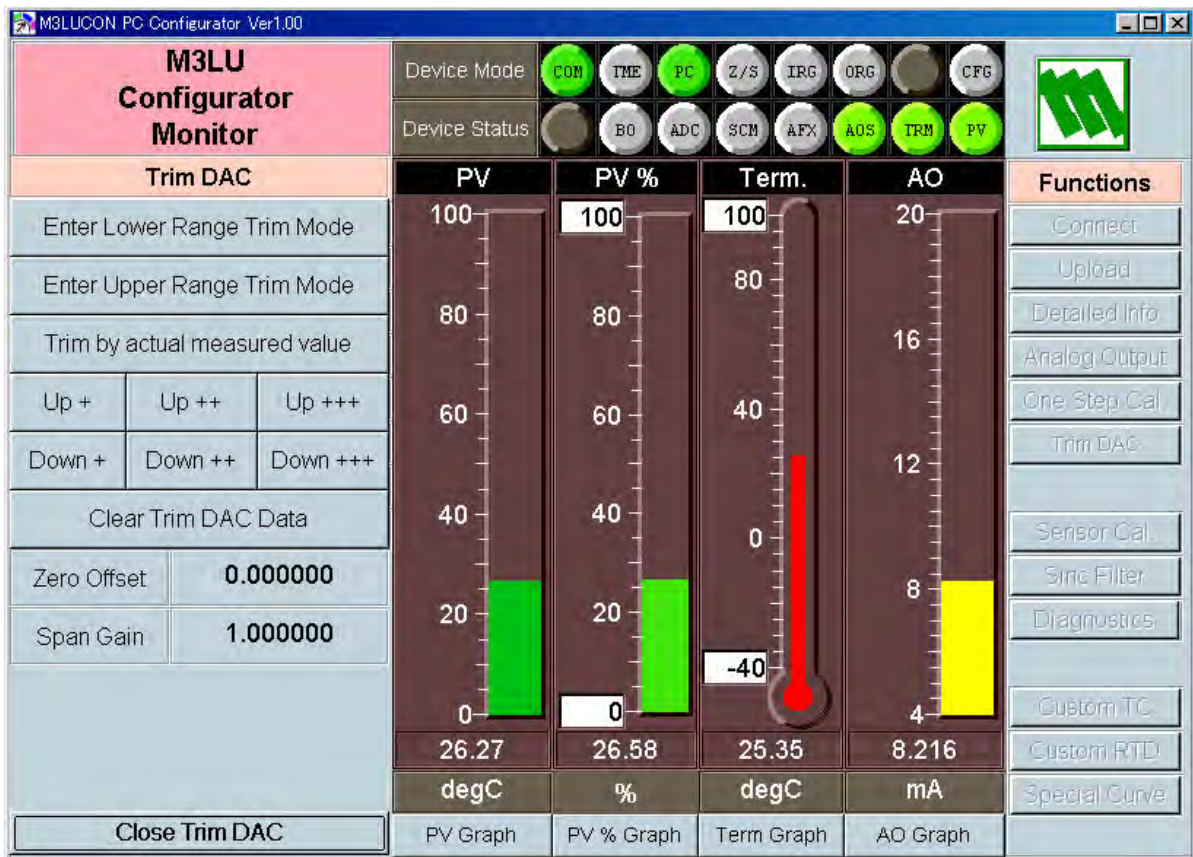 M3LUCON PC Configurator Ver1.00
M3LU
Configurator
Monitor
Device Mode COM TME PC Z/S IRG ORG CFG
Device Status BO ADC SCM AFX AOS TRM PV
Trim DAC
Enter Lower Range Trim Mode
Enter Upper Range Trim Mode
Trim by actual measured value
Up + Up ++ Up +++
Down + Down ++ Down +++
Clear Trim DAC Data
Zero Offset 0.000000
Span Gain 1.000000
Close Trim DAC
PV
100
80
60
40
20
0
26.27
degC
PV Graph
PV %
100
80
60
40
20
0
26.58
%
PV % Graph
Term.
100
80
40
0
-40
25.35
degC
Term Graph
AO
20
16
12
8
4
8.216
mA
AO Graph
Functions
Connect
Upload
Detailed Info
Analog Output
One Step Cal
Trim DAC
Sensor Cal.
Sinc Filter
Diagnostics
Custom TC
Custom RTD
Special Curve